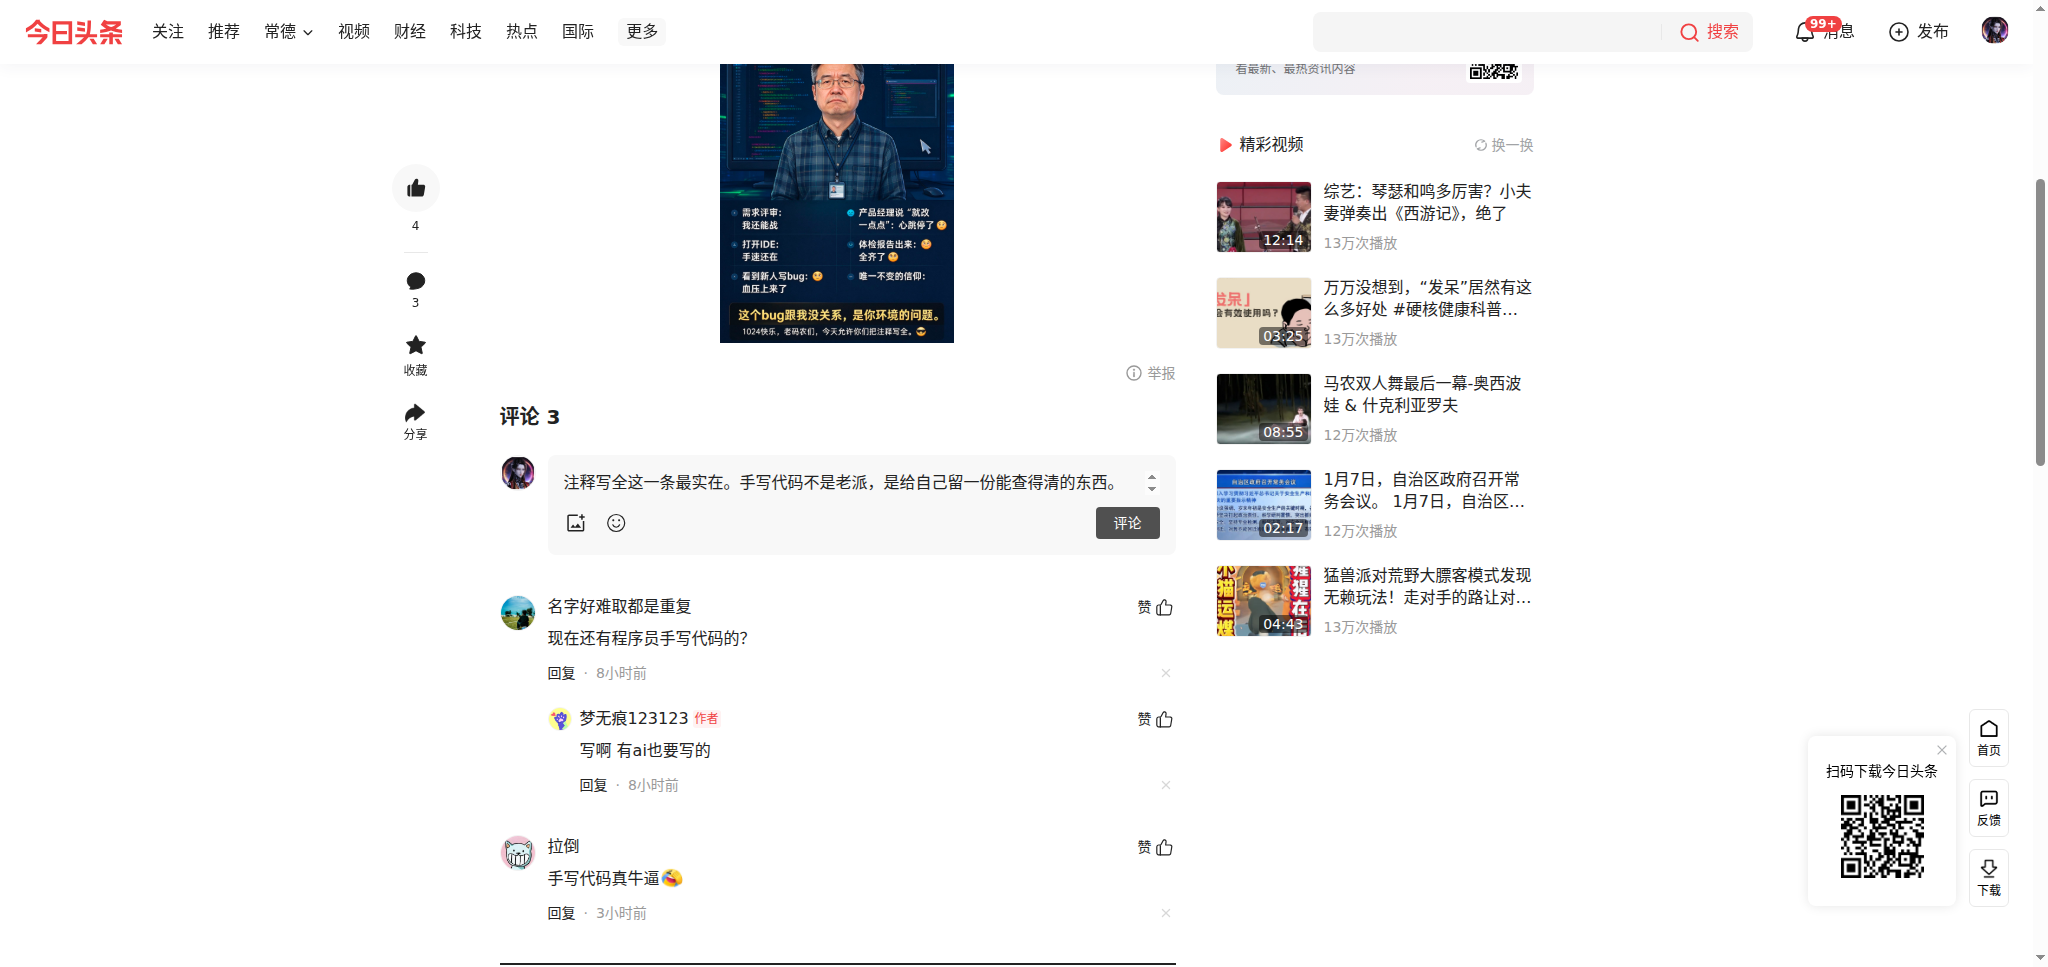 今日头条
关注 推荐 常德 视频 财经 科技 热点 国际 更多
搜索
99+
消息
发布
看最新、最热资讯内容
4
3
收藏
分享
需求评审：
我还能战
产品经理说“就改
一点点”：心跳停了😐
打开IDE：
手速还在
体检报告出来：😐
全齐了😐
看到新人写bug：😐
血压上来了
唯一不变的信仰：
这个bug跟我没关系，是你环境的问题。
1024快乐，老码农们，今天允许你们把注释写全。😎
举报
评论 3
注释写全这一条最实在。手写代码不是老派，是给自己留一份能查得清的东西。
评论
名字好难取都是重复
赞
现在还有程序员手写代码的？
回复 · 8小时前
梦无痕123123 作者
赞
写啊 有ai也要写的
回复 · 8小时前
拉倒
赞
手写代码真牛逼
回复 · 3小时前
精彩视频
换一换
综艺：琴瑟和鸣多厉害？小夫
妻弹奏出《西游记》，绝了
13万次播放
12:14
万万没想到，“发呆”居然有这
么多好处 #硬核健康科普…
13万次播放
发呆」
会有效使用吗？
03:25
马农双人舞最后一幕-奥西波
娃 & 什克利亚罗夫
12万次播放
08:55
1月7日，自治区政府召开常
务会议。 1月7日，自治区…
12万次播放
自治区政府召开常务会议
02:17
猛兽派对荒野大膘客模式发现
无赖玩法！走对手的路让对…
13万次播放
04:43
扫码下载今日头条
首页
反馈
下载